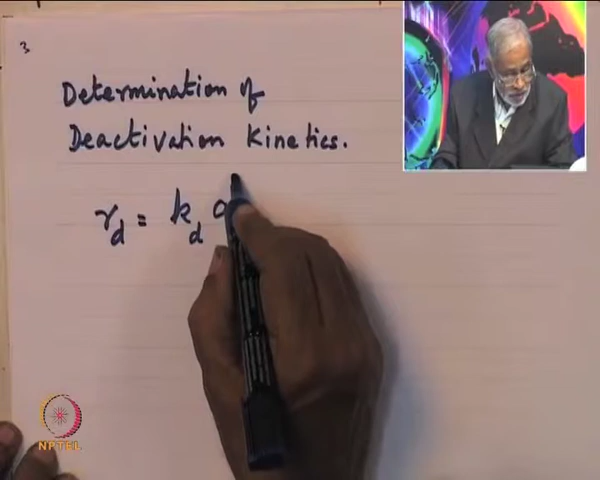 3
Determination of
Deactivation Kinetics.
r_d = k_d a
NPTEL